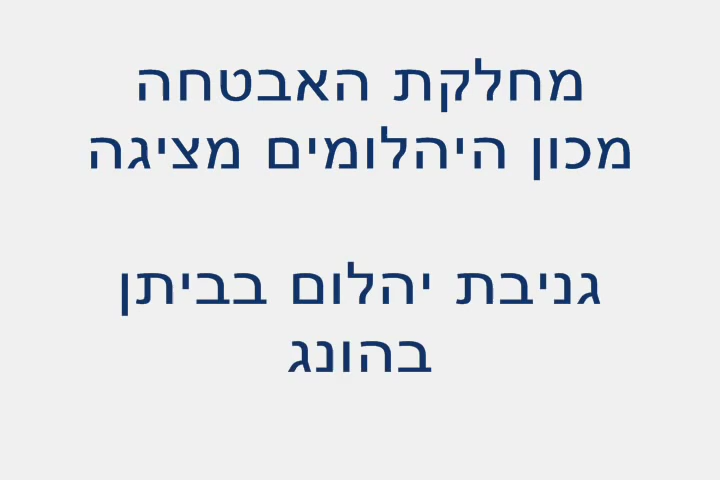 מחלקת האבטחה
מכון היהלומים מציגה
גניבת יהלום בביתן
בהונג